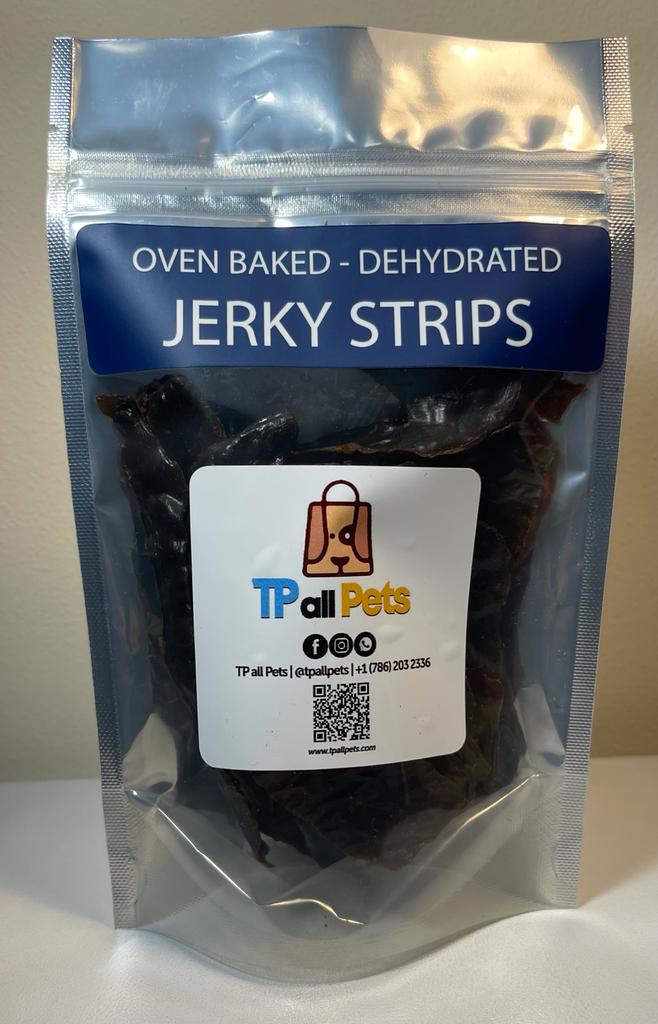 OVEN BAKED - DEHYDRATED
JERKY STRIPS
TP all Pets
TP all Pets | @tpallpets | +1 (786) 203 2336
www.tpallpets.com